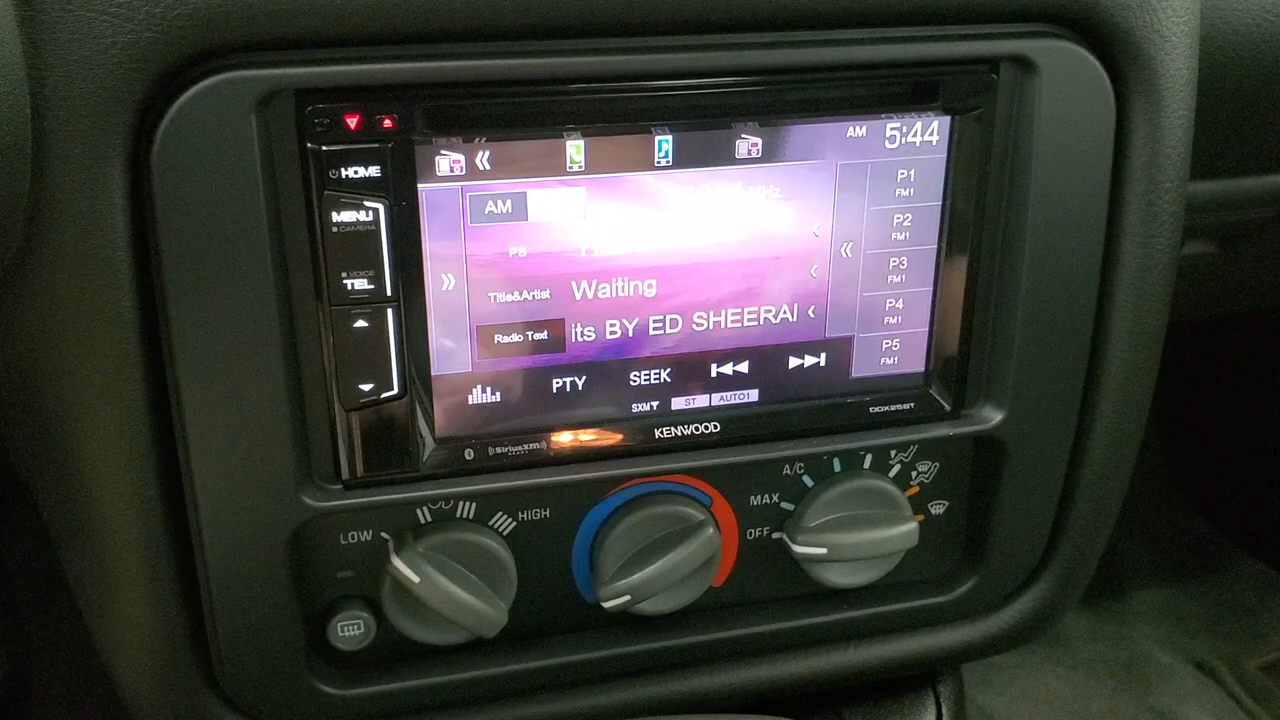 AM 5:44
HOME
MENU
CAMERA
VOICE
TEL
AM
MHz
PS
Title&Artist Waiting
Radio Text its BY ED SHEERAI
P1
FM1
P2
FM1
P3
FM1
P4
FM1
P5
FM1
PTY SEEK
SXM ST AUTO1
SiriusXM KENWOOD DDX25BT
LOW HIGH
A/C
MAX
OFF